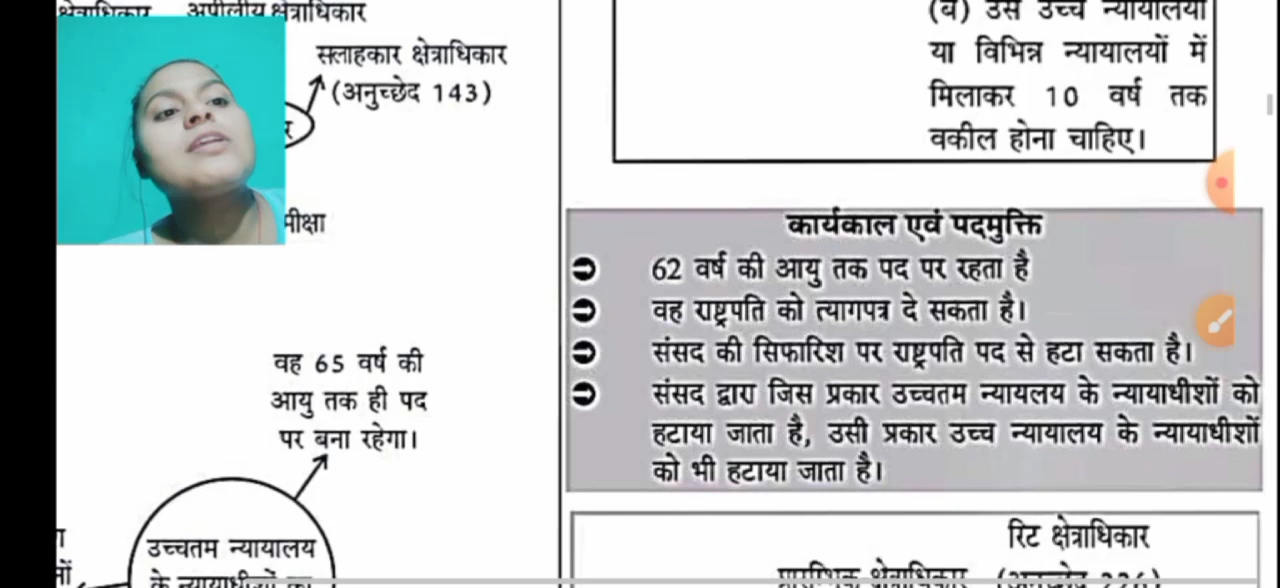 क्षेत्राधिकार अपीलीय क्षेत्राधिकार
सलाहकार क्षेत्राधिकार
(अनुच्छेद 143)
र
मीक्षा
वह 65 वर्ष की
आयु तक ही पद
पर बना रहेगा।
उच्चतम न्यायालय
के न्यायाधीशों का
(ब) उस उच्च न्यायालयों
या विभिन्न न्यायालयों में
मिलाकर 10 वर्ष तक
वकील होना चाहिए।
कार्यकाल एवं पदमुक्ति
62 वर्ष की आयु तक पद पर रहता है
वह राष्ट्रपति को त्यागपत्र दे सकता है।
संसद की सिफारिश पर राष्ट्रपति पद से हटा सकता है।
संसद द्वारा जिस प्रकार उच्चतम न्यायलय के न्यायाधीशों को
हटाया जाता है, उसी प्रकार उच्च न्यायालय के न्यायाधीशों
को भी हटाया जाता है।
रिट क्षेत्राधिकार
प्रारम्भिक क्षेत्राधिकार (अनुच्छेद 226)